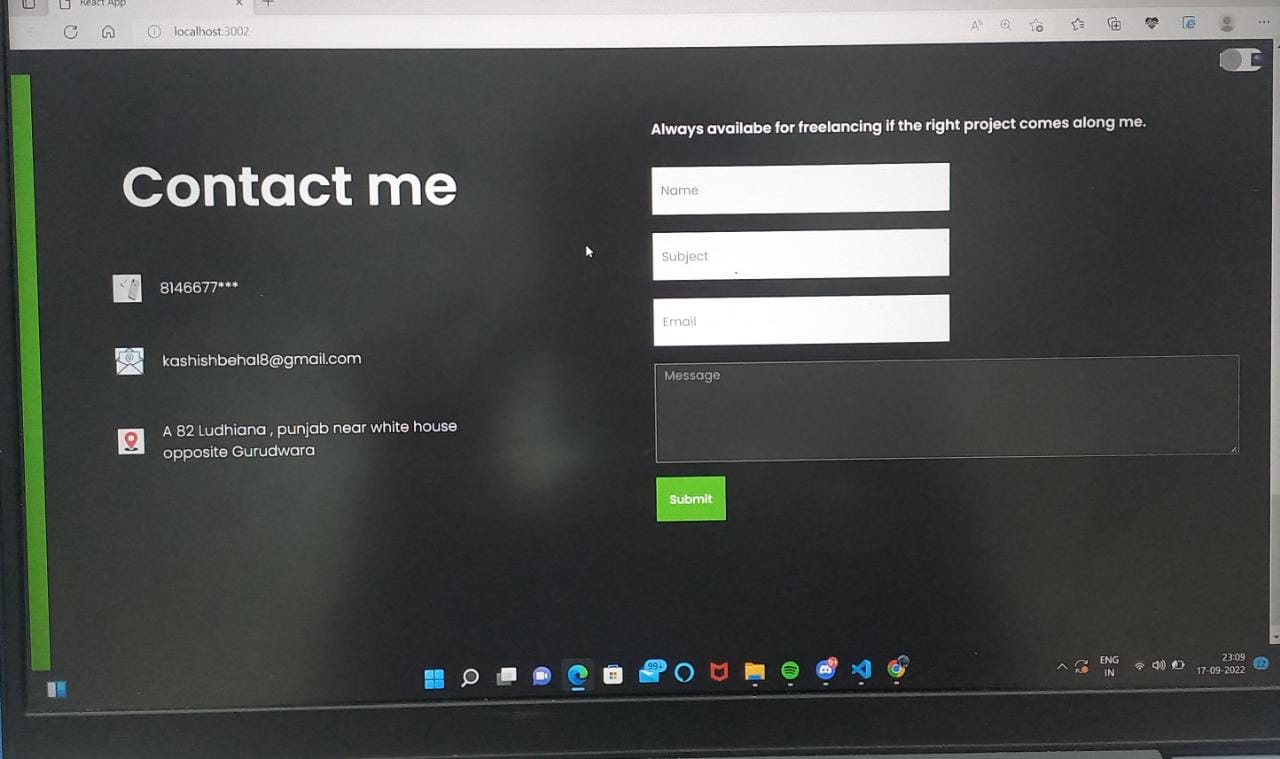 React App
localhost:3002
Always availabe for freelancing if the right project comes along me.
Contact me
Name
8146677***
Subject
kashishbehal8@gmail.com
Email
A 82 Ludhiana , punjab near white house
opposite Gurudwara
Message
Submit
99+
9+
ENG
IN
23:09
17-09-2022
22